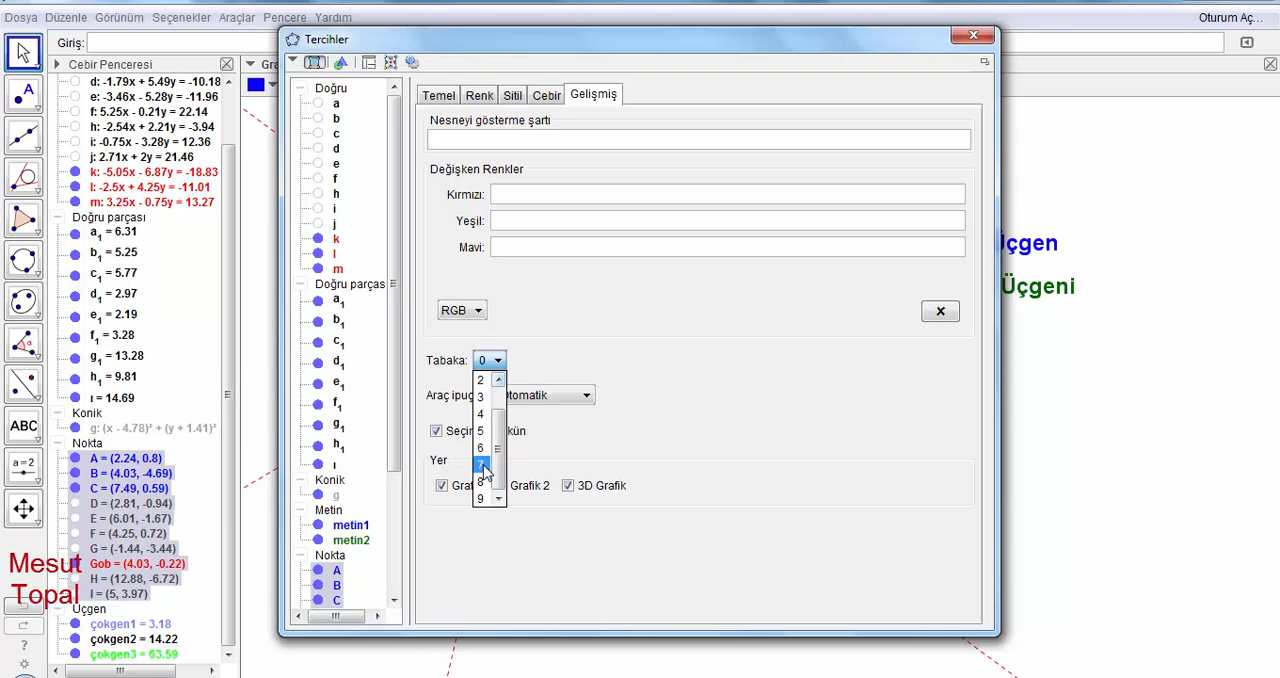 Dosya Düzenle Görünüm Seçenekler Araçlar Pencere Yardım
Oturum Aç...
Giriş:
Cebir Penceresi
d: -1.79x + 5.49y = -10.18
e: -3.46x - 5.28y = -11.96
f: 5.25x - 0.21y = 22.14
h: -2.54x + 2.21y = -3.94
i: -0.75x - 3.28y = 12.36
j: 2.71x + 2y = 21.46
k: -5.05x - 6.87y = -18.83
l: -2.5x + 4.25y = -11.01
m: 3.25x - 0.75y = 13.27
Doğru parçası
a1 = 6.31
b1 = 5.25
c1 = 5.77
d1 = 2.97
e1 = 2.19
f1 = 3.28
g1 = 13.28
h1 = 9.81
ı = 14.69
Konik
g: (x - 4.78)² + (y + 1.41)²
Nokta
A = (2.24, 0.8)
B = (4.03, -4.69)
C = (7.49, 0.59)
D = (2.81, -0.94)
E = (6.01, -1.67)
F = (4.25, 0.72)
G = (-1.44, -3.44)
Gob = (4.03, -0.22)
H = (12.88, -6.72)
I = (5, 3.97)
Üçgen
çokgen1 = 3.18
çokgen2 = 14.22
çokgen3 = 63.59
A
ABC
a=2
Mesut
Topal
Gra
Tercihler
Doğru
a
b
c
d
e
f
h
i
j
k
l
m
Doğru parças
a1
b1
c1
d1
e1
f1
g1
h1
ı
Konik
g
Metin
metin1
metin2
Nokta
A
B
C
Temel Renk Sitil Cebir Gelişmiş
Nesneyi gösterme şartı
Değişken Renkler
Kırmızı:
Yeşil:
Mavi:
RGB
Tabaka: 0
2
3
4
5
6
7
8
9
Araç ipuç
Otomatik
Seçim
kün
Yer
Graf
Grafik 2
3D Grafik
Üçgen
Üçgeni